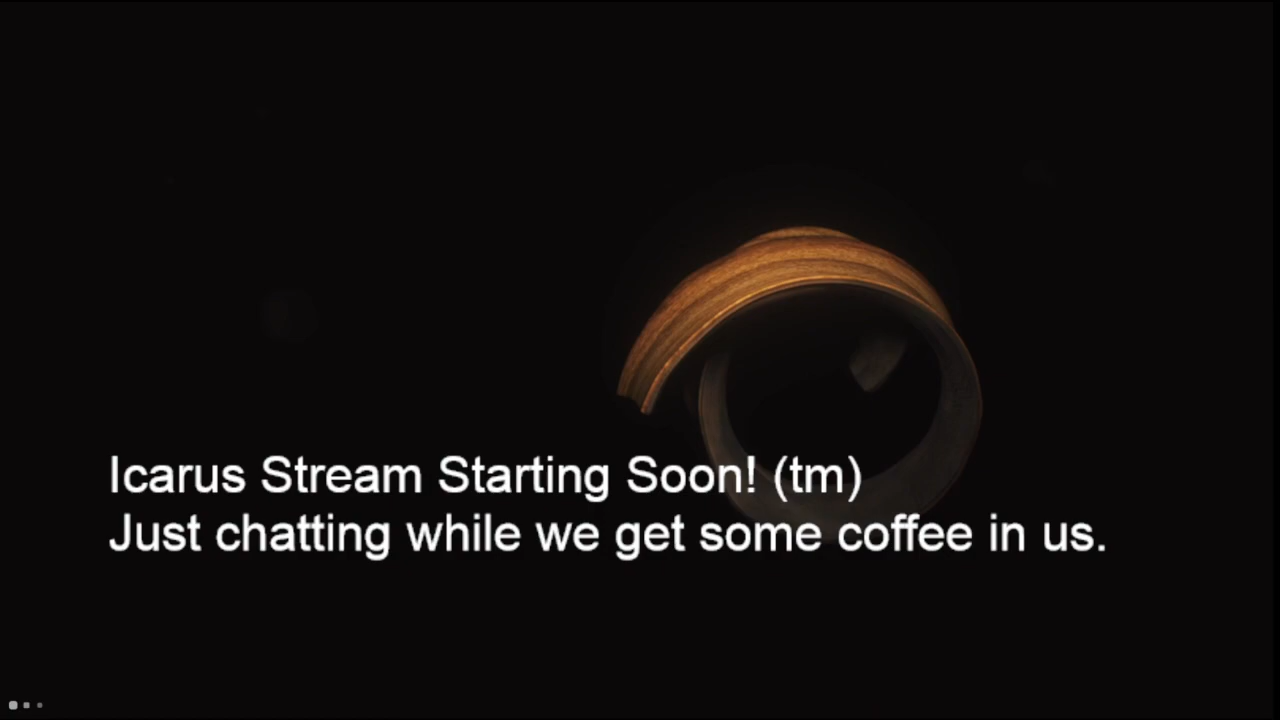 Icarus Stream Starting Soon! (tm)
Just chatting while we get some coffee in us.